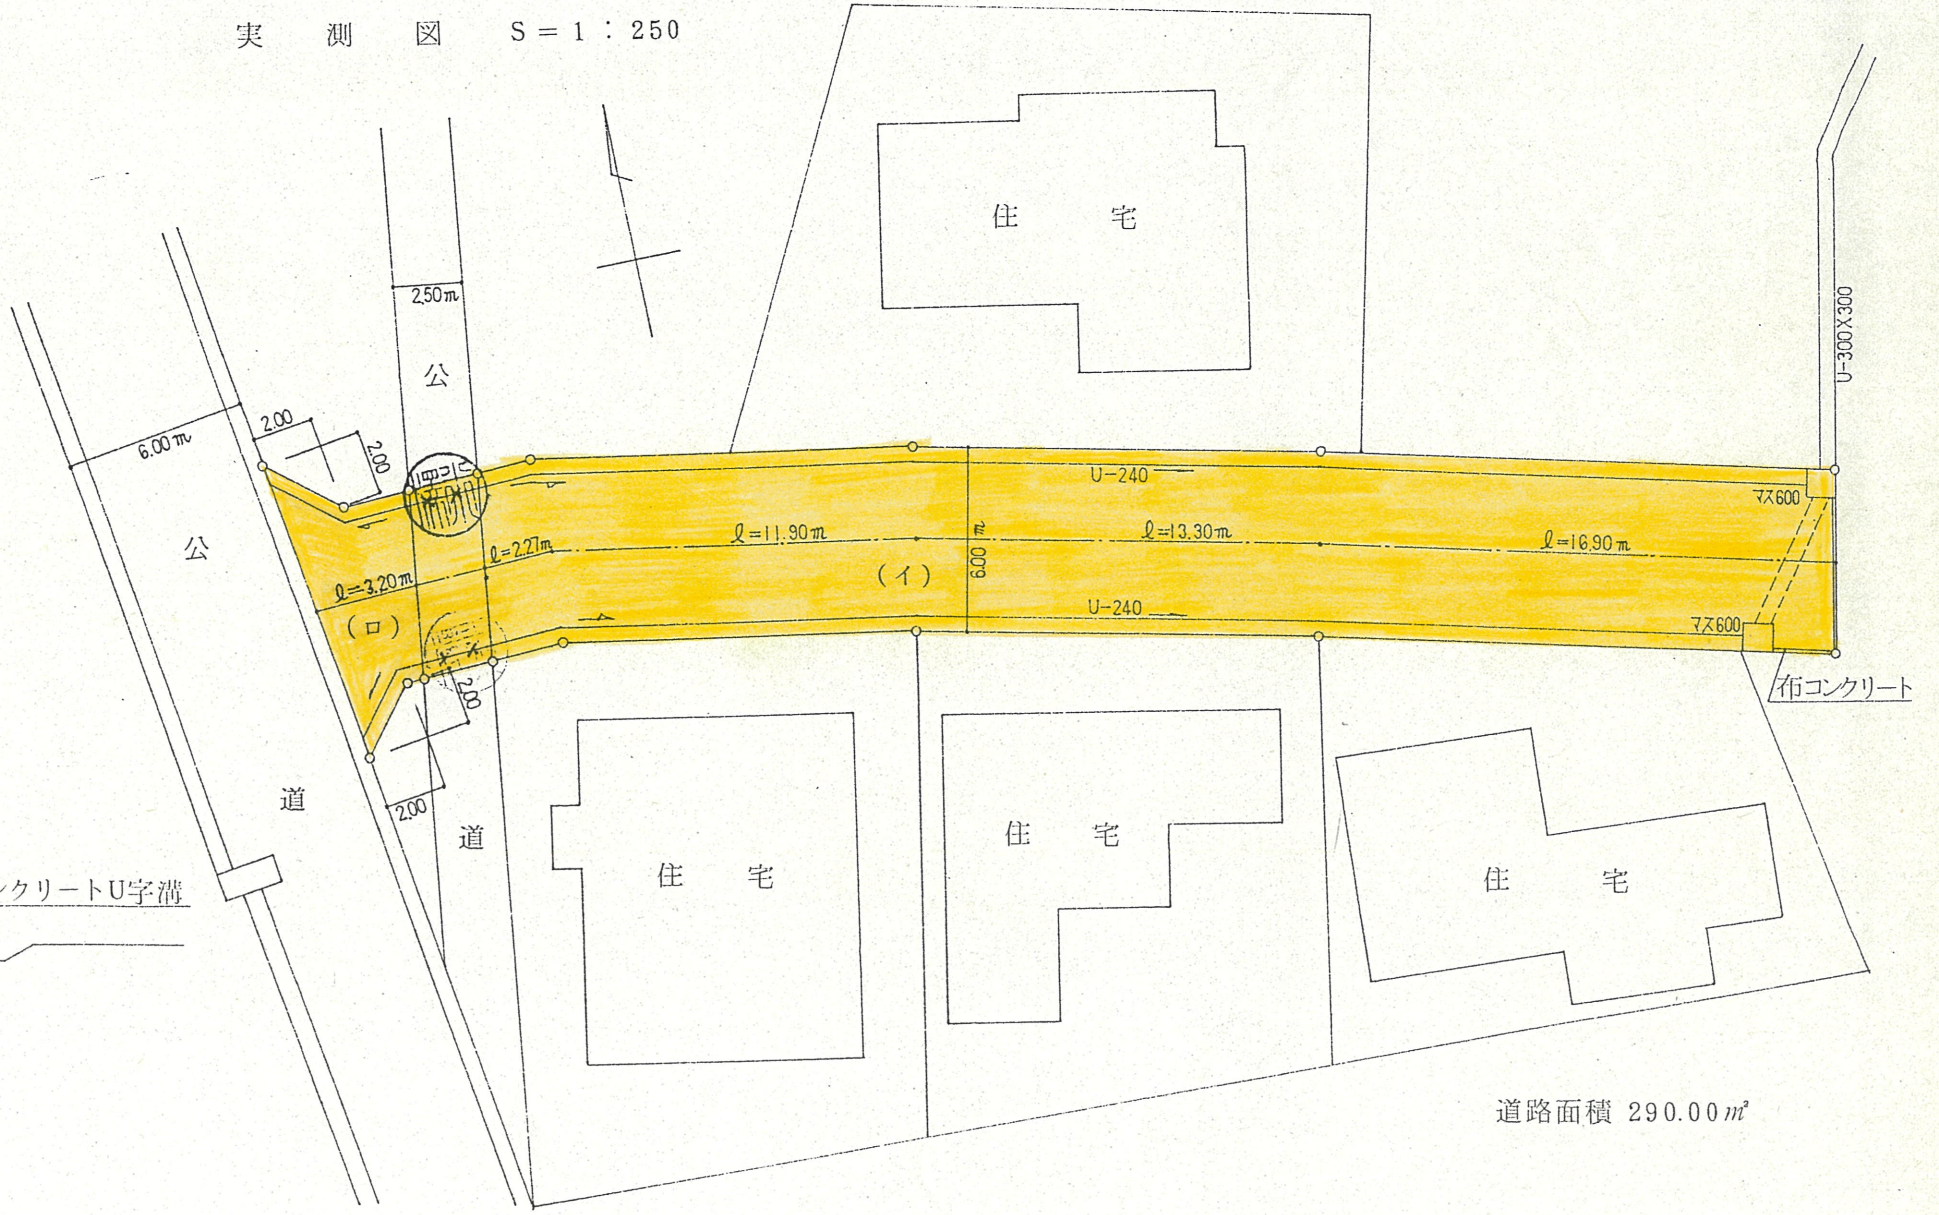 実測図 S=1:250
2.50m
公
6.00m
2.00
2.00
公
道
U-300X300
住宅
U-240
マス600
l=3.20m
l=2.27m
l=11.90m
l=13.30m
l=16.90m
6.00m
(イ)
(ロ)
U-240
マス600
布コンクリート
2.00
2.00
道
住宅
住宅
住宅
ンクリートU字溝
道路面積 290.00㎡